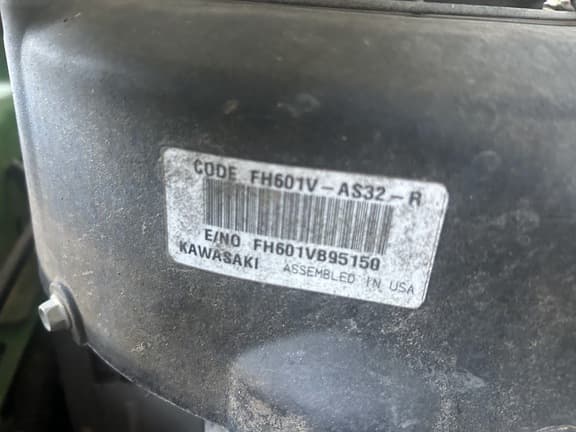 CODE FH601V-AS32-R
E/NO FH601VB95150
KAWASAKI ASSEMBLED IN USA